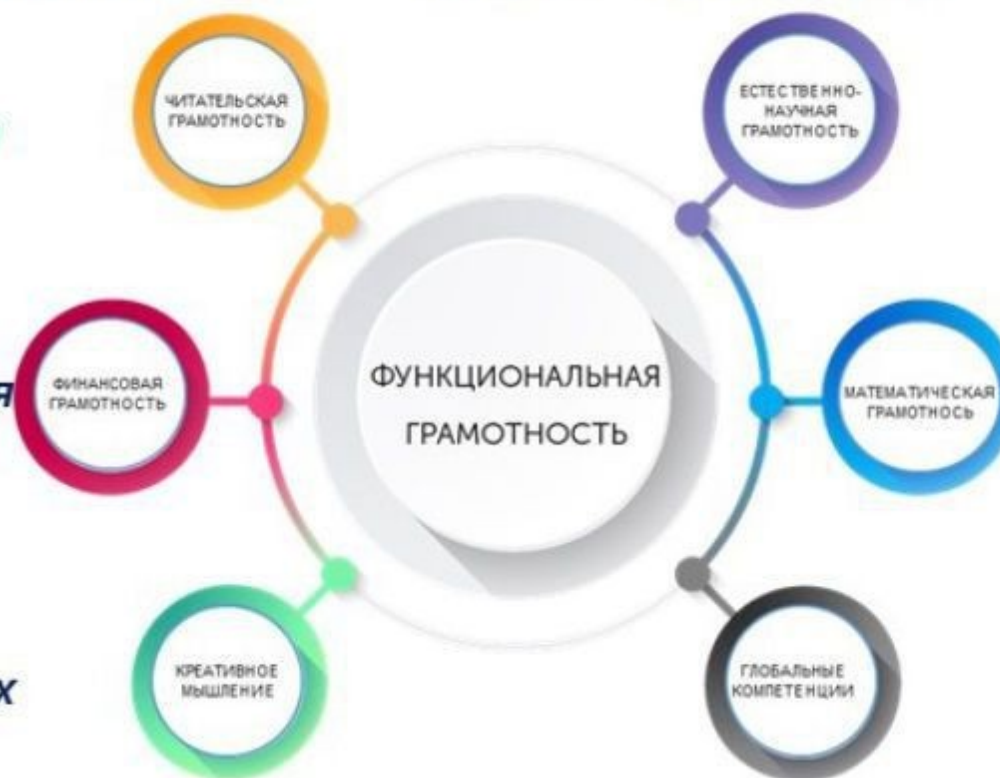 ЧИТАТЕЛЬСКАЯ
ГРАМОТНОСТЬ
ЕСТЕСТВЕННО-
НАУЧНАЯ
ГРАМОТНОСТЬ
Я
ФИНАНСОВАЯ
ГРАМОТНОСТЬ
ФУНКЦИОНАЛЬНАЯ
ГРАМОТНОСТЬ
МАТЕМАТИЧЕСКАЯ
ГРАМОТНОСЬ
Х
КРЕАТИВНОЕ
МЫШЛЕНИЕ
ГЛОБАЛЬНЫЕ
КОМПЕТЕНЦИИ